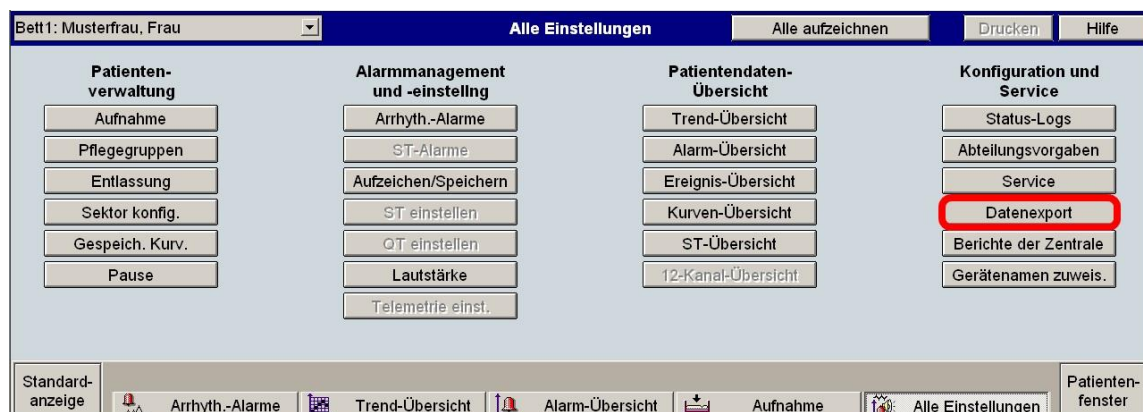 Bett1: Musterfrau, Frau
Alle Einstellungen
Alle aufzeichnen
Drucken
Hilfe
Patienten-
verwaltung
Aufnahme
Pflegegruppen
Entlassung
Sektor konfig.
Gespeich. Kurv.
Pause
Alarmmanagement
und -einstellng
Arrhyth.-Alarme
ST-Alarme
Aufzeichen/Speichern
ST einstellen
QT einstellen
Lautstärke
Telemetrie einst.
Patientendaten-
Übersicht
Trend-Übersicht
Alarm-Übersicht
Ereignis-Übersicht
Kurven-Übersicht
ST-Übersicht
12-Kanal-Übersicht
Konfiguration und
Service
Status-Logs
Abteilungsvorgaben
Service
Datenexport
Berichte der Zentrale
Gerätenamen zuweis.
Standard-
anzeige
Arrhyth.-Alarme
Trend-Übersicht
Alarm-Übersicht
Aufnahme
Alle Einstellungen
Patienten-
fenster